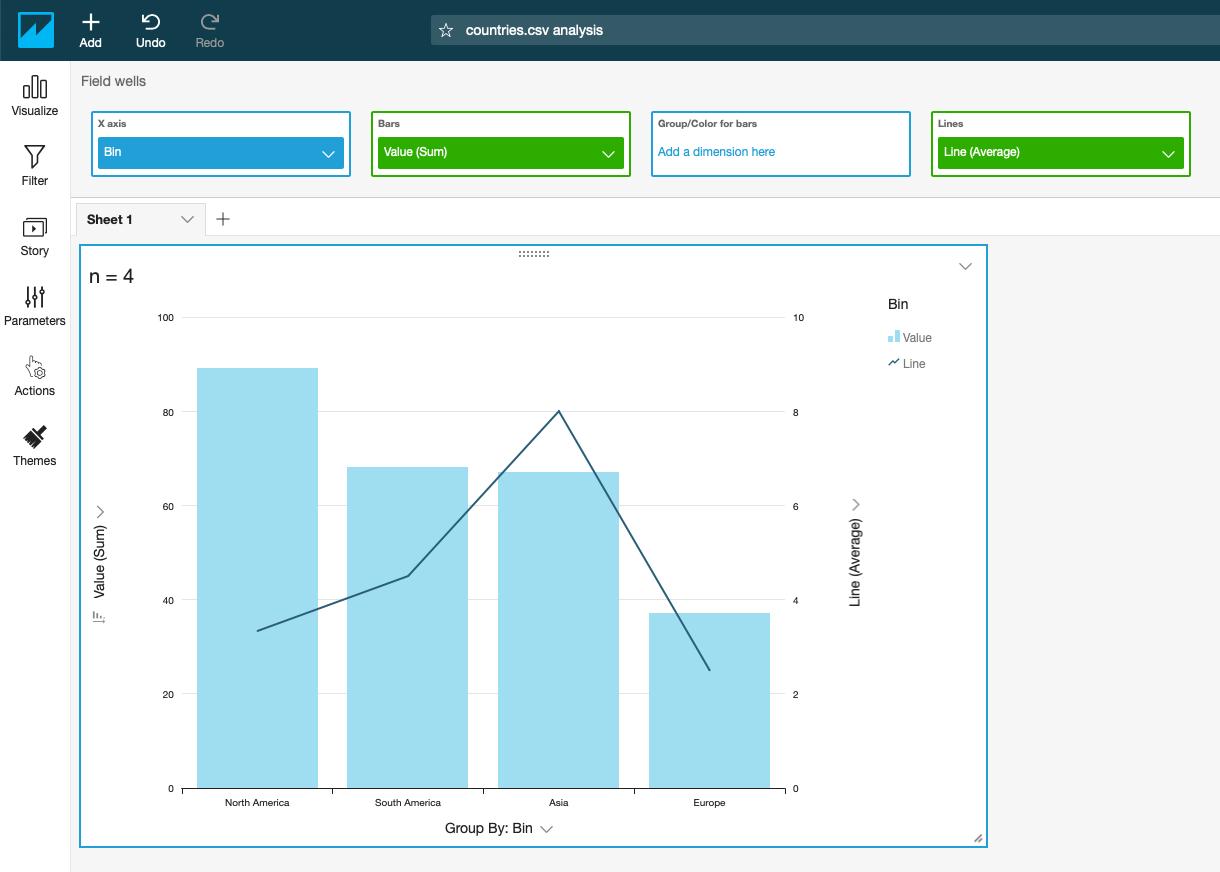 Add
Undo
Redo
countries.csv analysis
Visualize
Filter
Story
Parameters
Actions
Themes
Field wells
X axis
Bin
Bars
Value (Sum)
Group/Color for bars
Add a dimension here
Lines
Line (Average)
Sheet 1
n = 4
100
80
60
40
20
0
Value (Sum)
10
8
6
4
2
0
Line (Average)
North America
South America
Asia
Europe
Group By: Bin
Bin
Value
Line